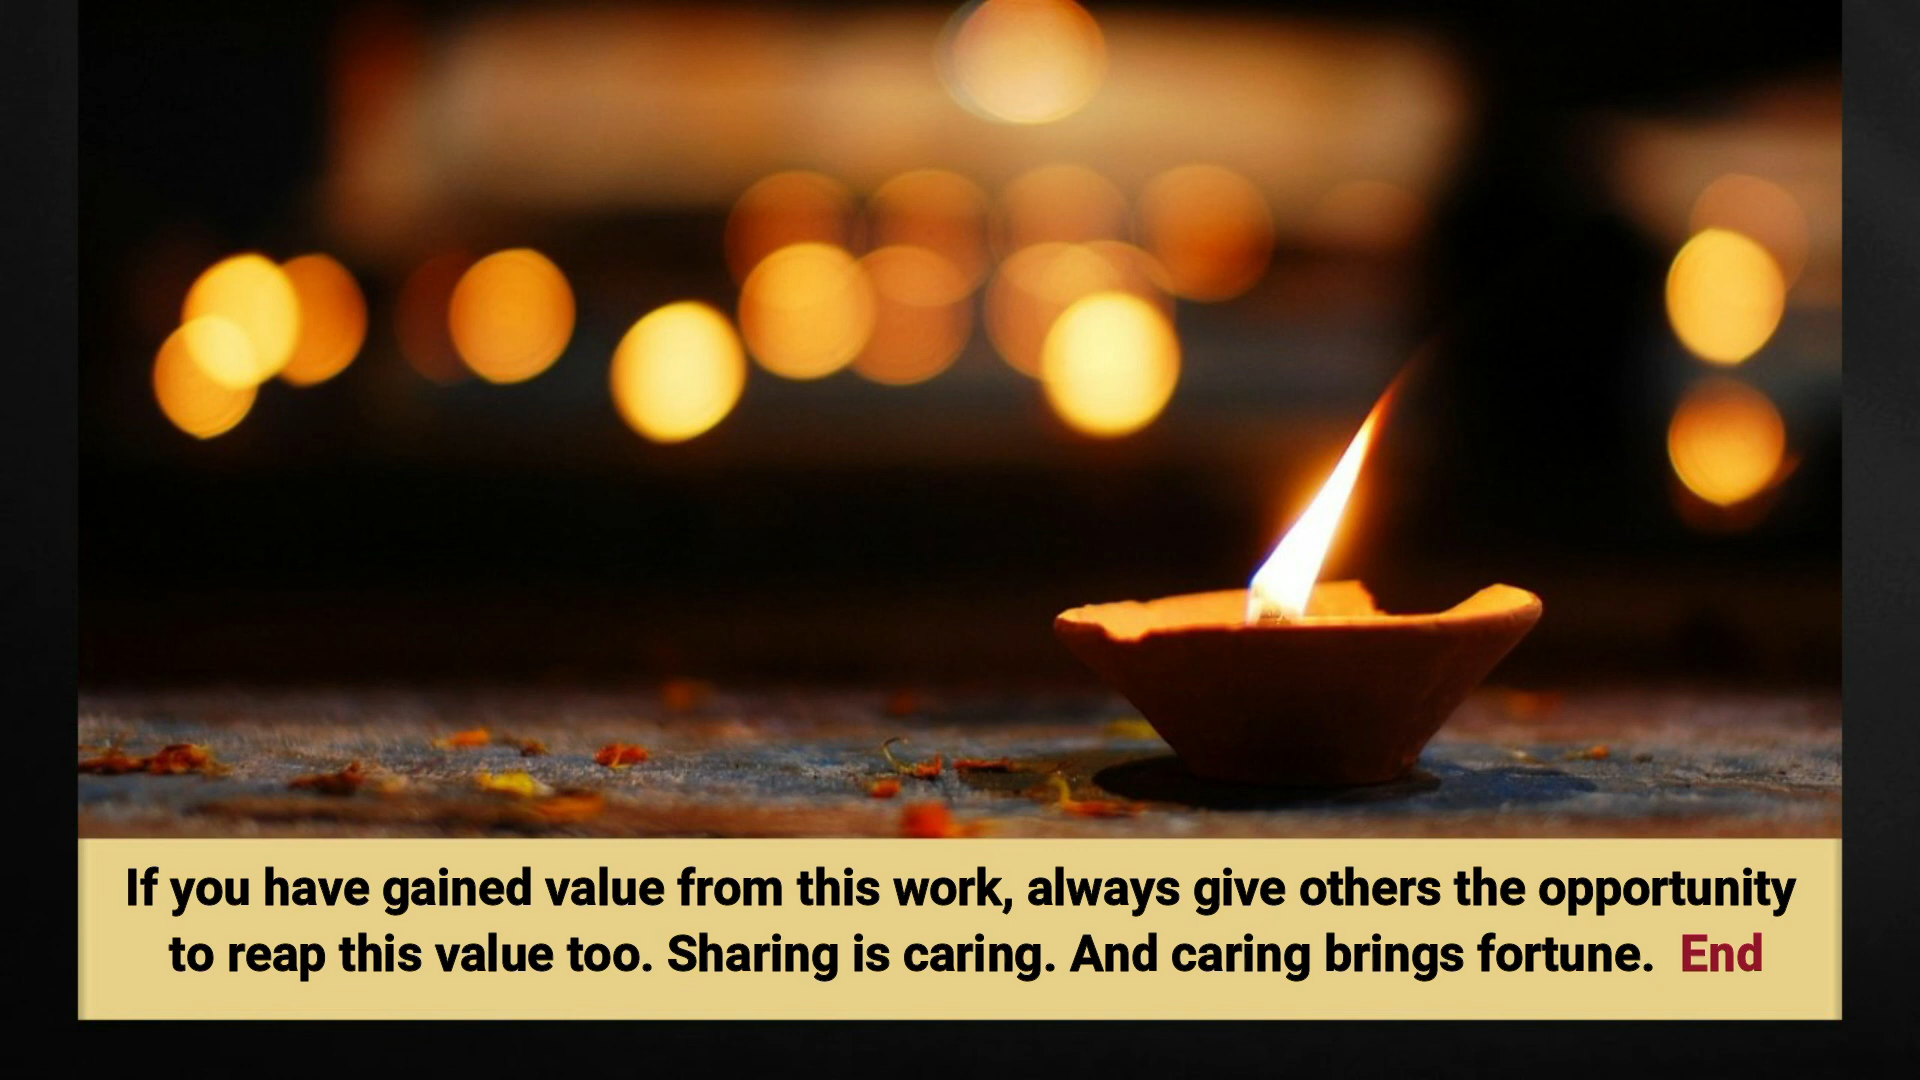 If you have gained value from this work, always give others the opportunity
to reap this value too. Sharing is caring. And caring brings fortune. End